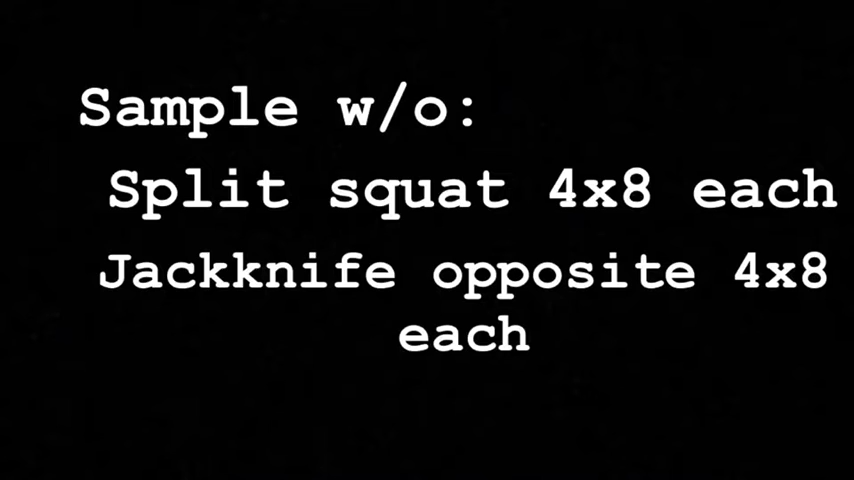 Sample w/o:
Split squat 4x8 each
Jackknife opposite 4x8
each